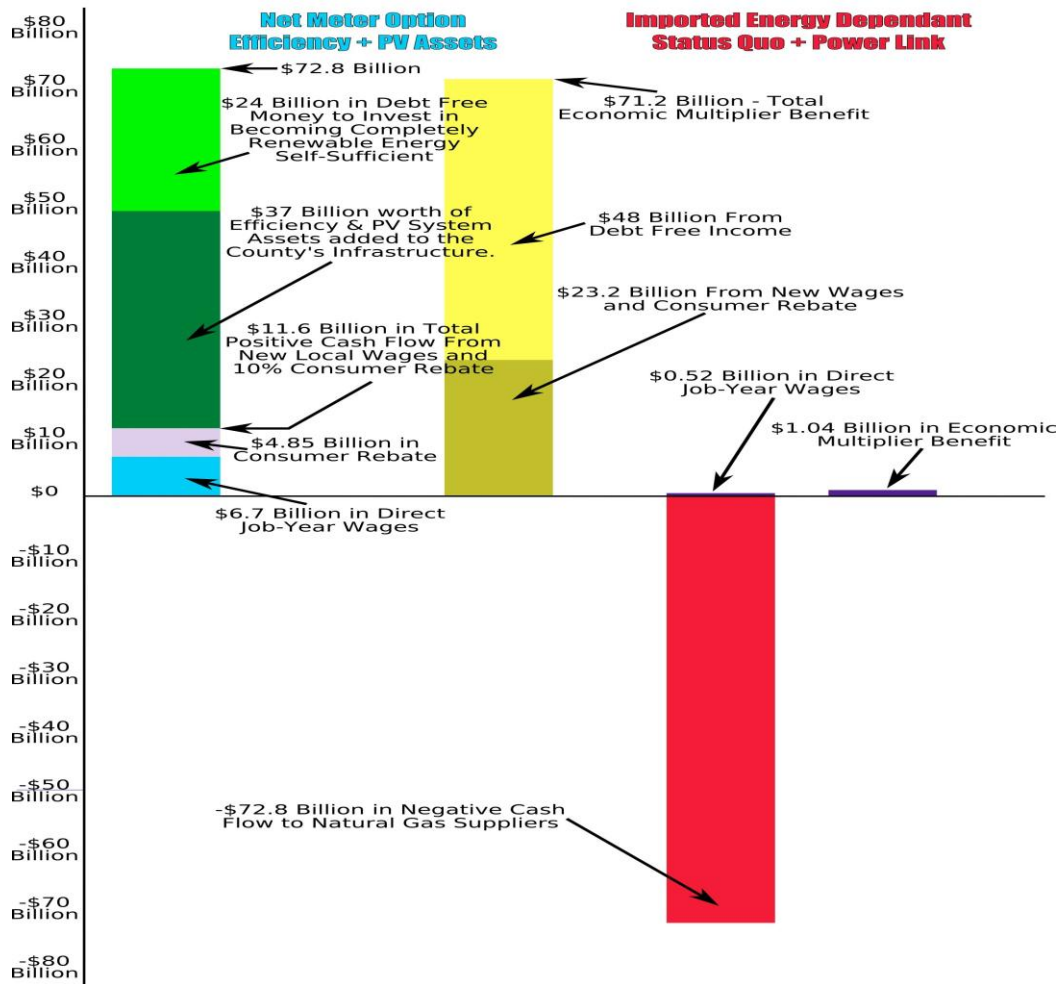 Net Meter Option
Efficiency + PV Assets
Imported Energy Dependant
Status Quo + Power Link
$80
Billion
$70
Billion
$60
Billion
$50
Billion
$40
Billion
$30
Billion
$20
Billion
$10
Billion
$0
-$10
Billion
-$20
Billion
-$30
Billion
-$40
Billion
-$50
Billion
-$60
Billion
-$70
Billion
-$80
Billion
$72.8 Billion
$24 Billion in Debt Free
Money to Invest in
Becoming Completely
Renewable Energy
Self-Sufficient
$37 Billion worth of
Efficiency & PV System
Assets added to the
County's Infrastructure.
$11.6 Billion in Total
Positive Cash Flow From
New Local Wages and
10% Consumer Rebate
$4.85 Billion in
Consumer Rebate
$6.7 Billion in Direct
Job-Year Wages
$71.2 Billion - Total
Economic Multiplier Benefit
$48 Billion From
Debt Free Income
$23.2 Billion From New Wages
and Consumer Rebate
$0.52 Billion in Direct
Job-Year Wages
$1.04 Billion in Economic
Multiplier Benefit
-$72.8 Billion in Negative Cash
Flow to Natural Gas Suppliers